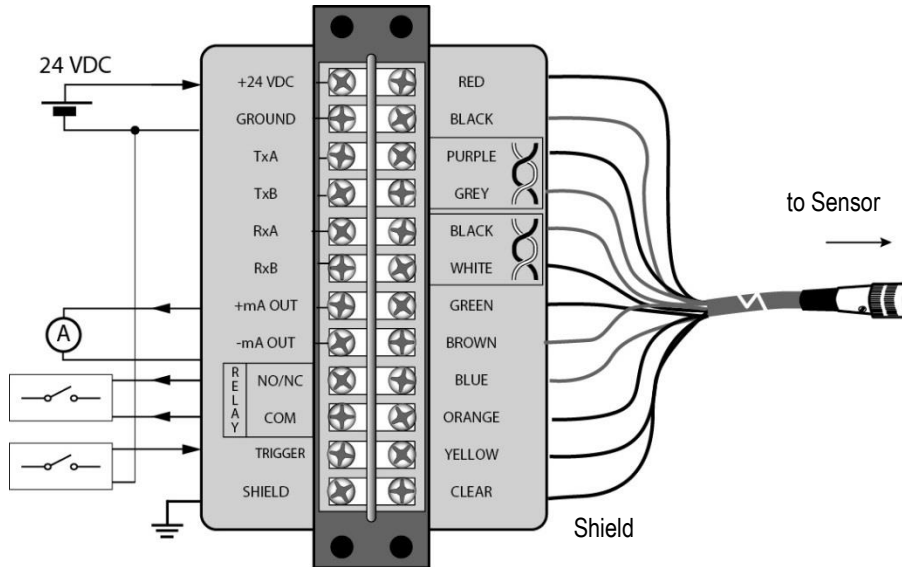 24 VDC
+24 VDC
RED
GROUND
BLACK
TxA
PURPLE
TxB
GREY
to Sensor
RxA
BLACK
RxB
WHITE
+mA OUT
GREEN
A
-mA OUT
BROWN
RELAY
NO/NC
BLUE
COM
ORANGE
TRIGGER
YELLOW
SHIELD
CLEAR
Shield